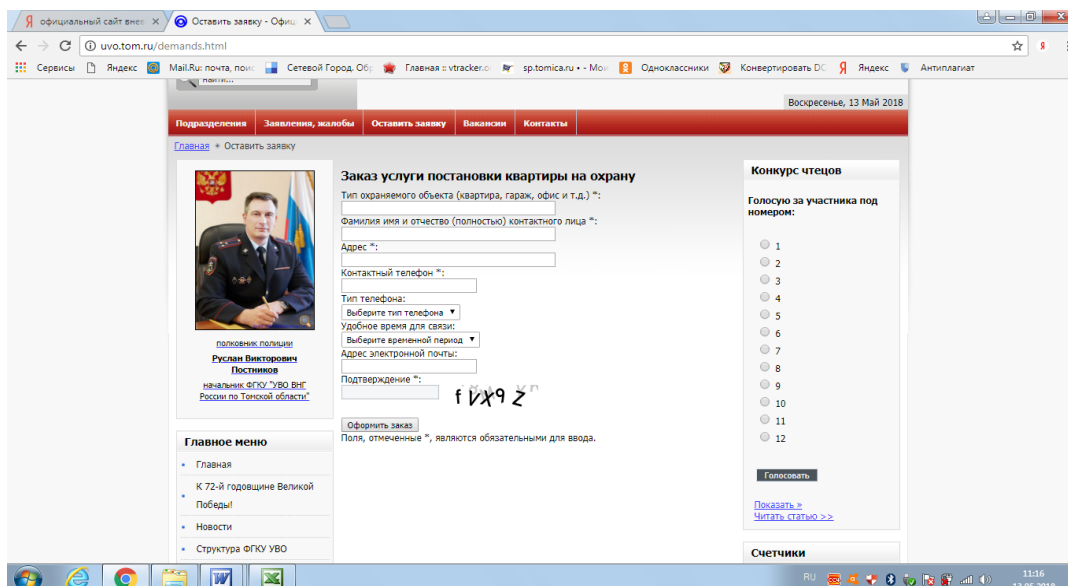 официальный сайт внев
Оставить заявку - Офиц
uvo.tom.ru/demands.html
Сервисы
Яндекс
Mail.Ru: почта, поис
Сетевой Город. Об
Главная :: vtracker.c
sp.tomica.ru • - Мои
Одноклассники
Конвертировать DO
Яндекс
Антиплагиат
Найти...
Воскресенье, 13 Май 2018
Подразделения
Заявления, жалобы
Оставить заявку
Вакансии
Контакты
Главная
Оставить заявку
полковник полиции
Руслан Викторович
Постников
начальник ФГКУ "УВО ВНГ
России по Томской области"
Главное меню
Главная
К 72-й годовщине Великой
Победы!
Новости
Структура ФГКУ УВО
Заказ услуги постановки квартиры на охрану
Тип охраняемого объекта (квартира, гараж, офис и т.д.) *:
Фамилия имя и отчество (полностью) контактного лица *:
Адрес *:
Контактный телефон *:
Тип телефона:
Выберите тип телефона
Удобное время для связи:
Выберите временной период
Адрес электронной почты:
Подтверждение *:
Оформить заказ
Поля, отмеченные *, являются обязательными для ввода.
Конкурс чтецов
Голосую за участника под
номером:
1
2
3
4
5
6
7
8
9
10
11
12
Голосовать
Показать »
Читать статью >>
Счетчики
RU
11:16
13.05.2018